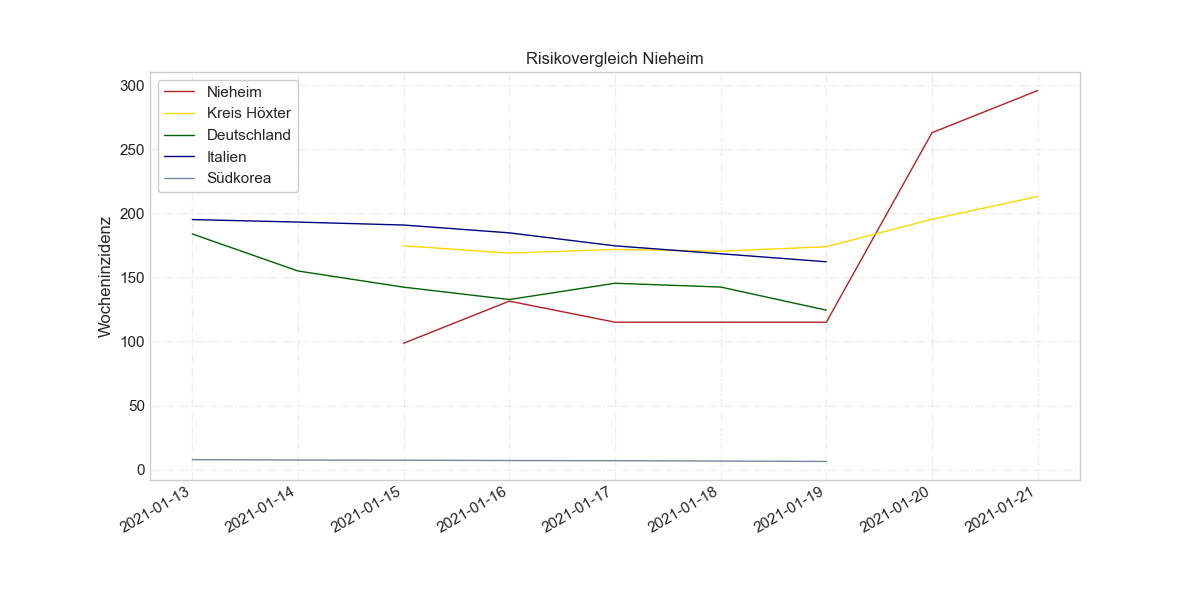 Risikovergleich Nieheim
Nieheim
Kreis Höxter
Deutschland
Italien
Südkorea
Wocheninzidenz
300
250
200
150
100
50
0
2021-01-13
2021-01-14
2021-01-15
2021-01-16
2021-01-17
2021-01-18
2021-01-19
2021-01-20
2021-01-21